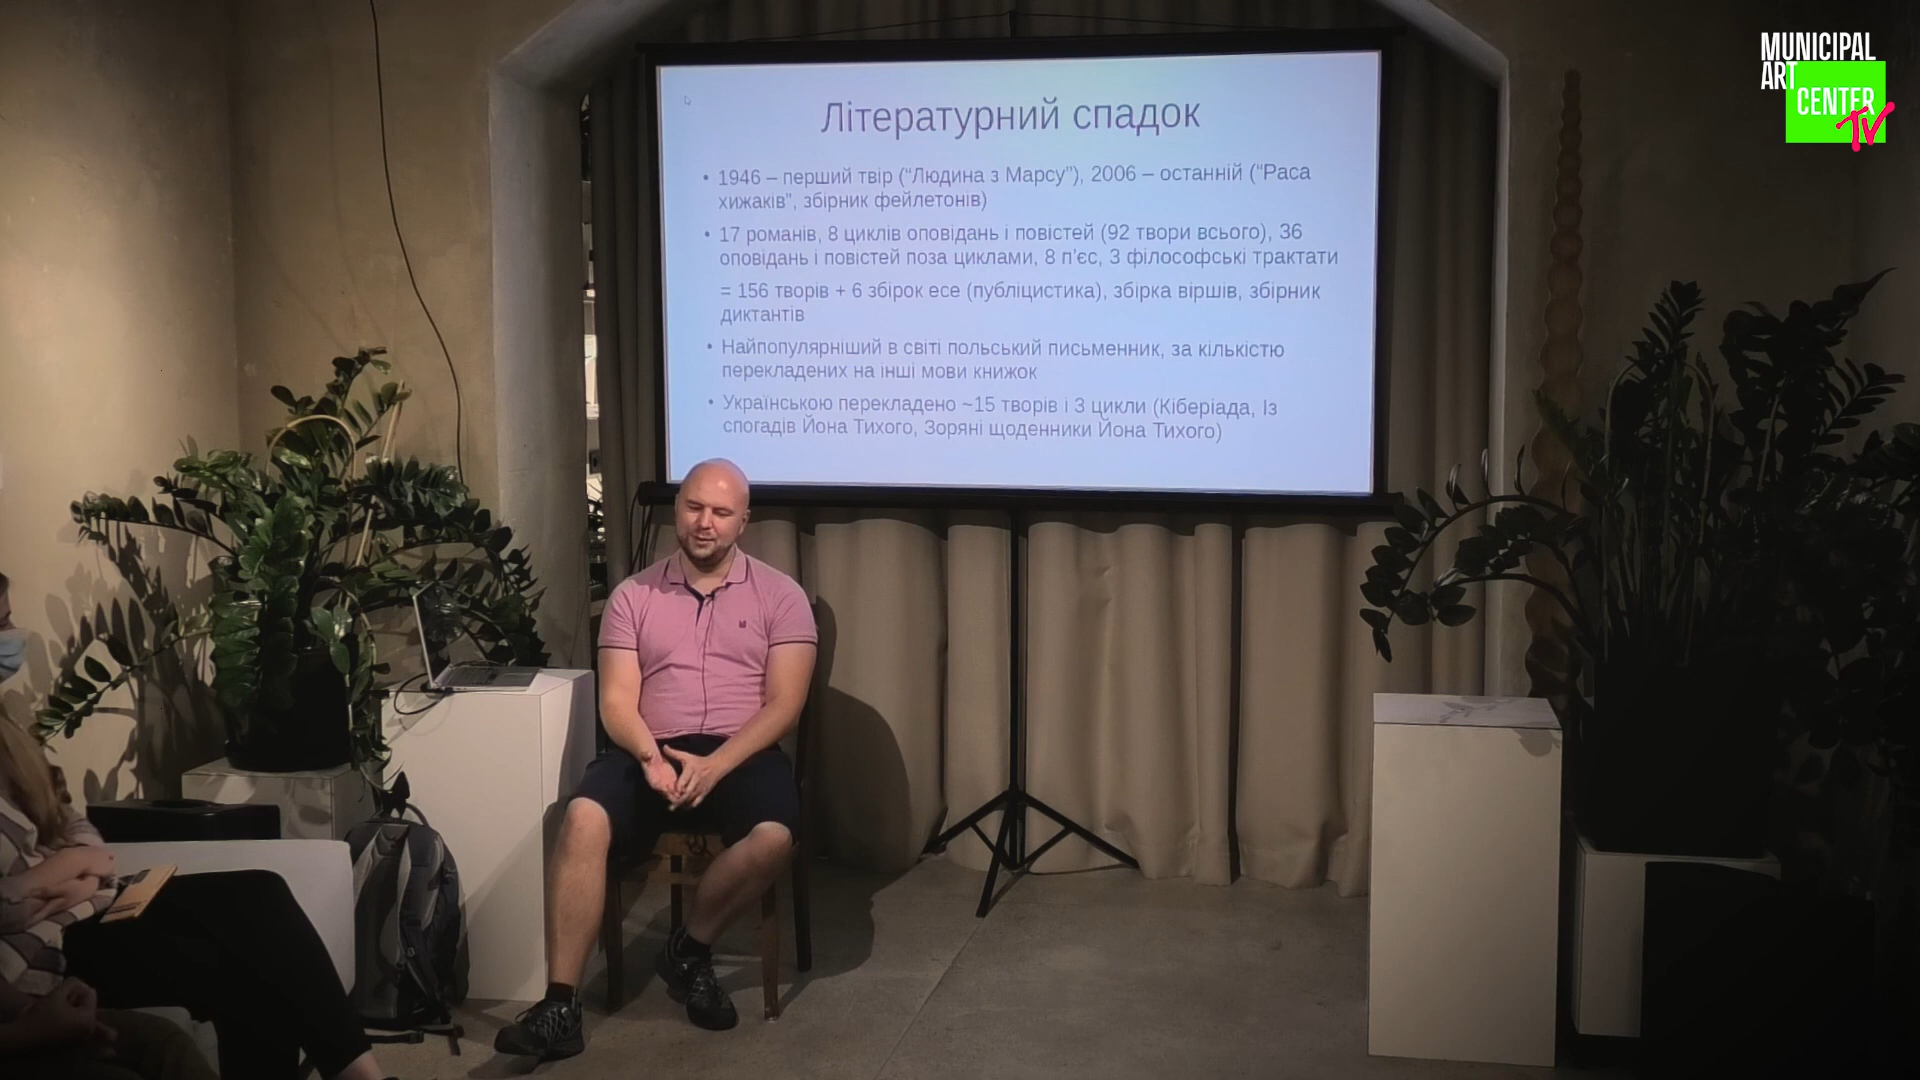 MUNICIPAL
ART
CENTER
TV
Літературний спадок
• 1946 – перший твір (“Людина з Марсу”), 2006 – останній (“Раса
хижаків”, збірник фейлетонів)
• 17 романів, 8 циклів оповідань і повістей (92 твори всього), 36
оповідань і повістей поза циклами, 8 п'єс, 3 філософські трактати
= 156 творів + 6 збірок есе (публіцистика), збірка віршів, збірник
диктантів
• Найпопулярніший в світі польський письменник, за кількістю
перекладених на інші мови книжок
• Українською перекладено ~15 творів і 3 цикли (Кіберіада, Із
спогадів Йона Тихого, Зоряні щоденники Йона Тихого)